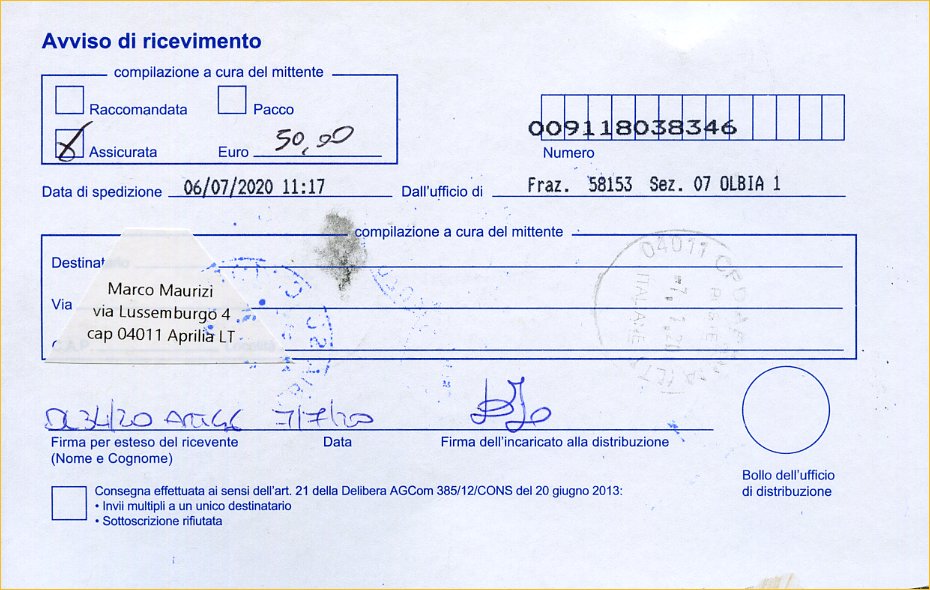 Avviso di ricevimento
compilazione a cura del mittente
Raccomandata Pacco
Assicurata Euro 50,00
009118038346
Numero
Data di spedizione 06/07/2020 11:17 Dall'ufficio di Fraz. 58153 Sez. 07 OLBIA 1
compilazione a cura del mittente
Destinatario
Marco Maurizi
Via
via Lussemburgo 4
cap 04011 Aprilia LT
04011
DL34/20 7/7/20
Firma per esteso del ricevente Data Firma dell'incaricato alla distribuzione
(Nome e Cognome)
Bollo dell'ufficio
di distribuzione
Consegna effettuata ai sensi dell'art. 21 della Delibera AGCom 385/12/CONS del 20 giugno 2013:
• Invii multipli a un unico destinatario
• Sottoscrizione rifiutata